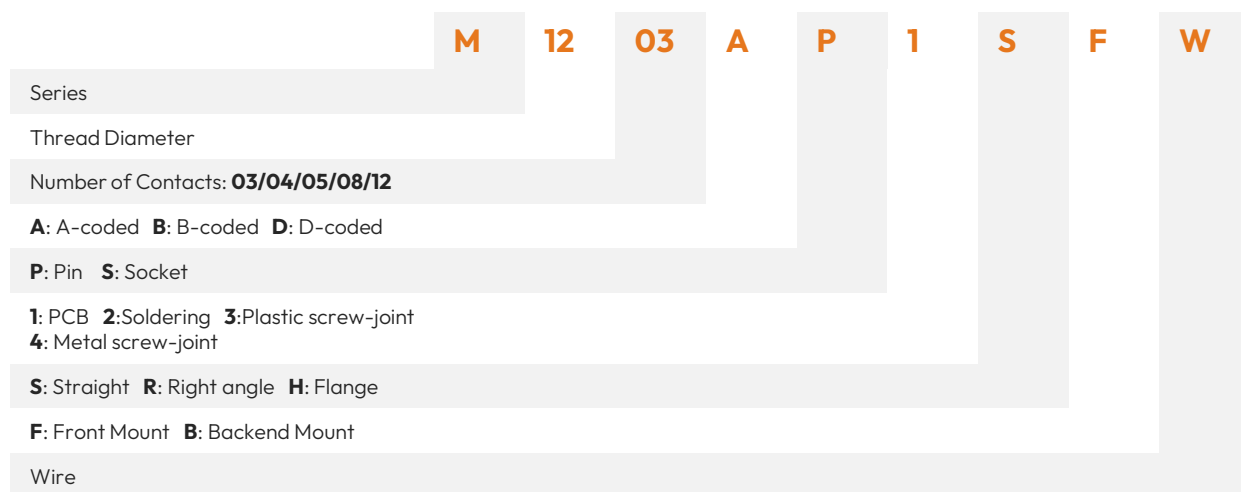 M 12 03 A P 1 S F W
Series
Thread Diameter
Number of Contacts: 03/04/05/08/12
A: A-coded B: B-coded D: D-coded
P: Pin S: Socket
1: PCB 2:Soldering 3:Plastic screw-joint
4: Metal screw-joint
S: Straight R: Right angle H: Flange
F: Front Mount B: Backend Mount
Wire